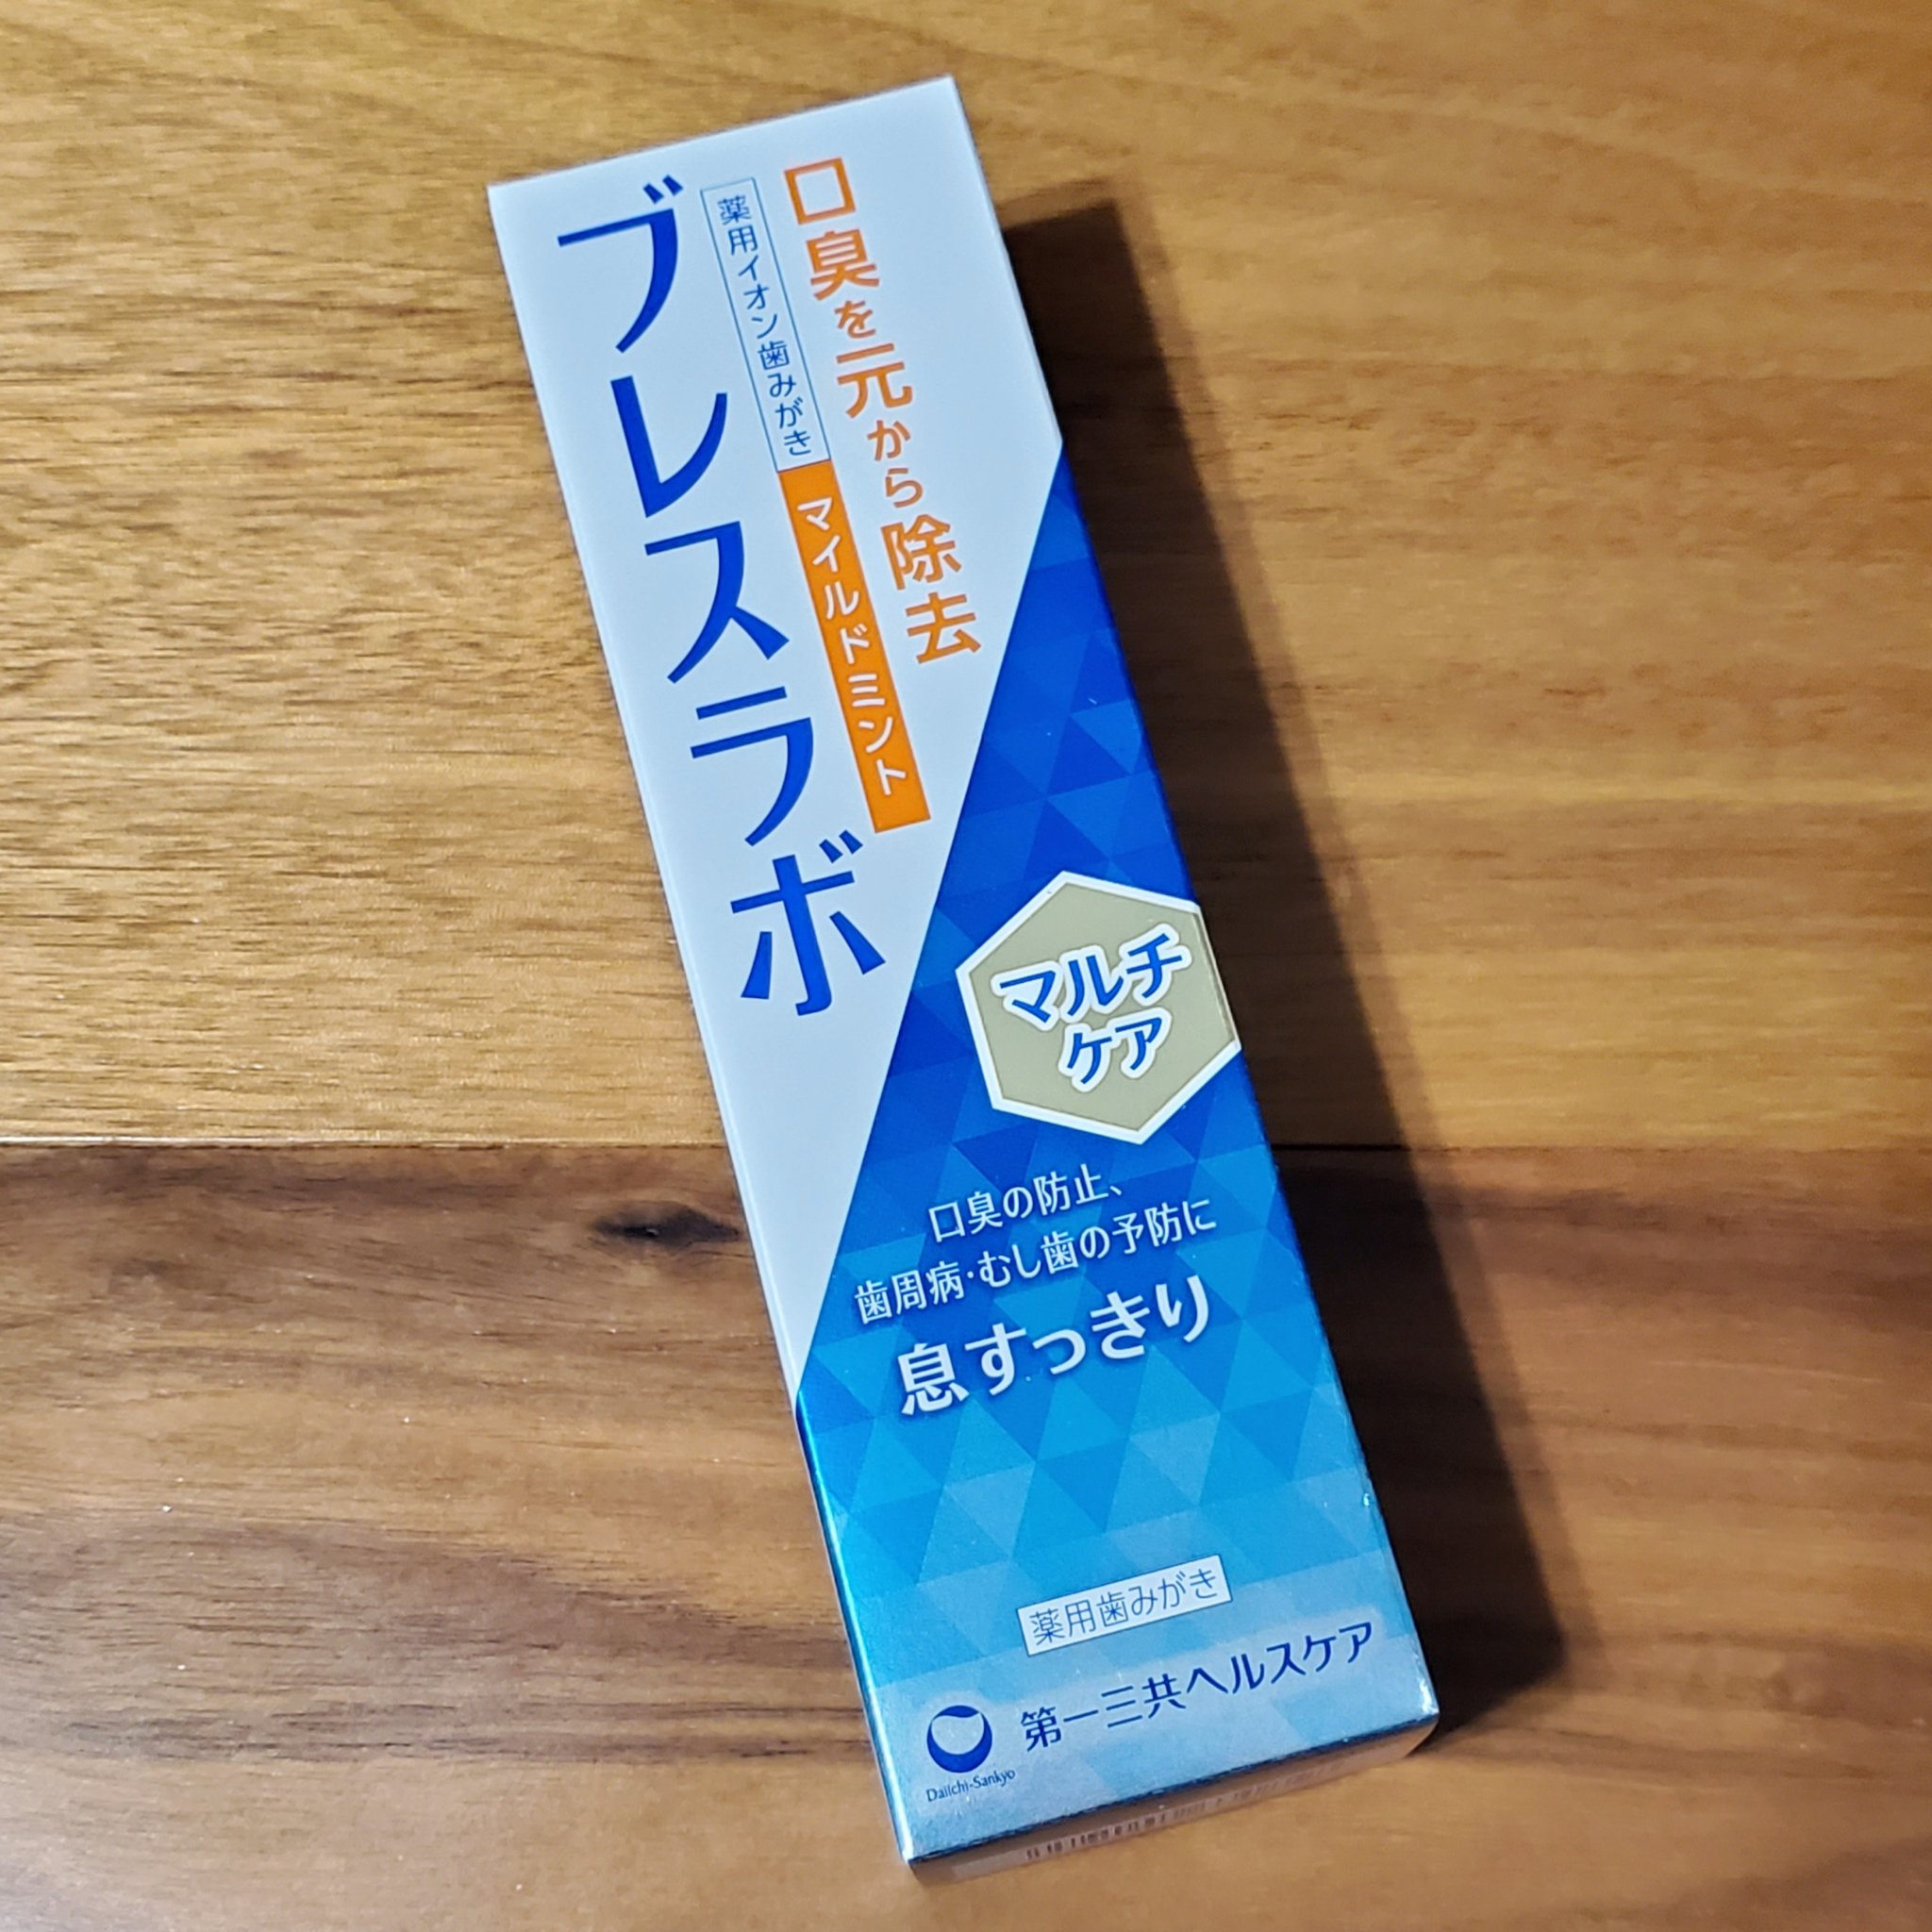 口臭を元から除去
薬用イオン歯みがき
マイルドミント
ブレスラボ
マルチ
ケア
口臭の防止、
歯周病・むし歯の予防に
息すっきり
薬用歯みがき
第一三共ヘルスケア
Daiichi-Sankyo